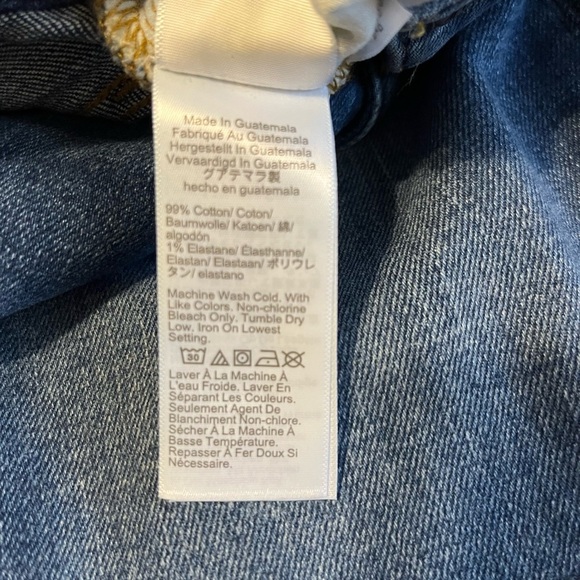 Made In Guatemala
Fabriqué Au Guatemala
Hergestellt In Guatemala
Vervaardigd In Guatemala
グアテマラ製
hecho en guatemala
99% Cotton/ Coton/
Baumwolle/ Katoen/ 綿/
algodón
1% Elastane/ Élasthanne/
Elastan/ Elastaan/ ポリウレ
タン/ elastano
Machine Wash Cold. With
Like Colors. Non-chlorine
Bleach Only. Tumble Dry
Low. Iron On Lowest
Setting.
30
Laver À La Machine À
L'eau Froide. Laver En
Séparant Les Couleurs.
Seulement Agent De
Blanchiment Non-chlore.
Sécher À La Machine À
Basse Température.
Repasser À Fer Doux Si
Nécessaire.